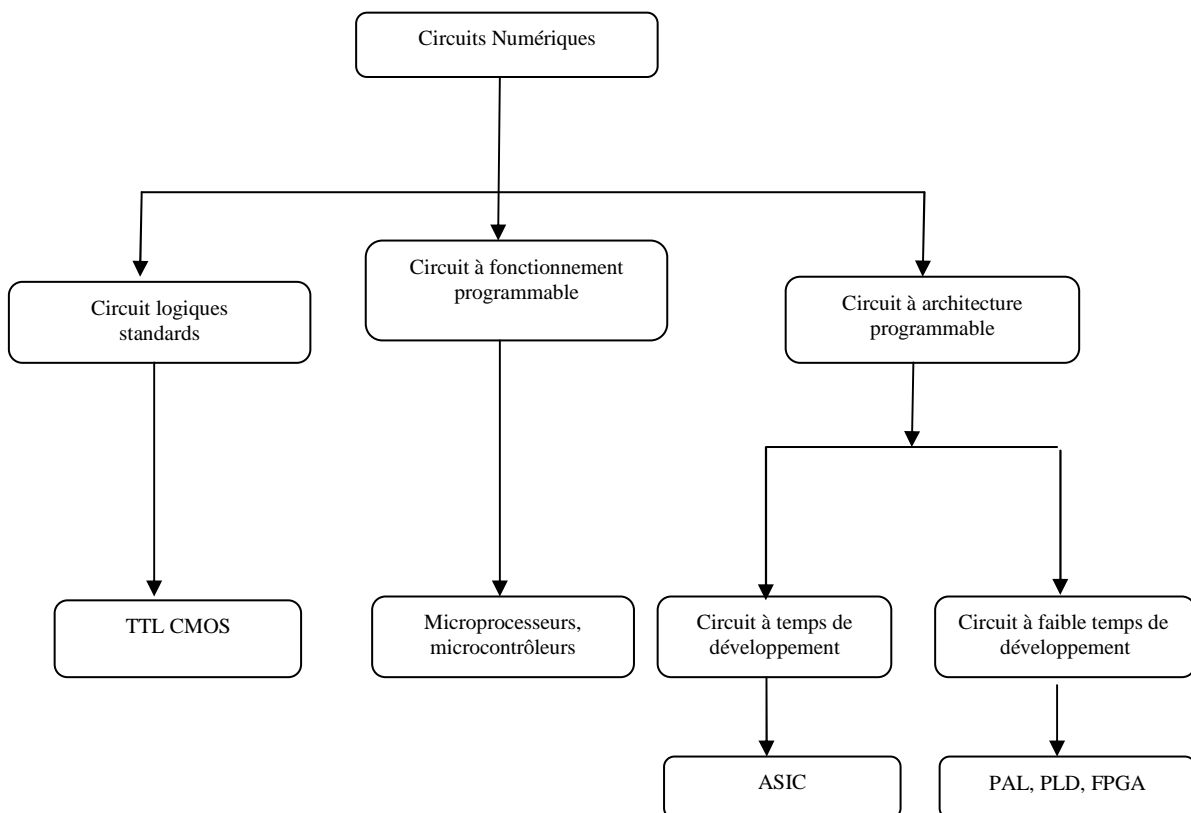 Circuits Numériques
Circuit logiques
standards
Circuit à fonctionnement
programmable
Circuit à architecture
programmable
TTL CMOS
Microprocesseurs,
microcontrôleurs
Circuit à temps de
développement
Circuit à faible temps de
développement
ASIC
PAL, PLD, FPGA